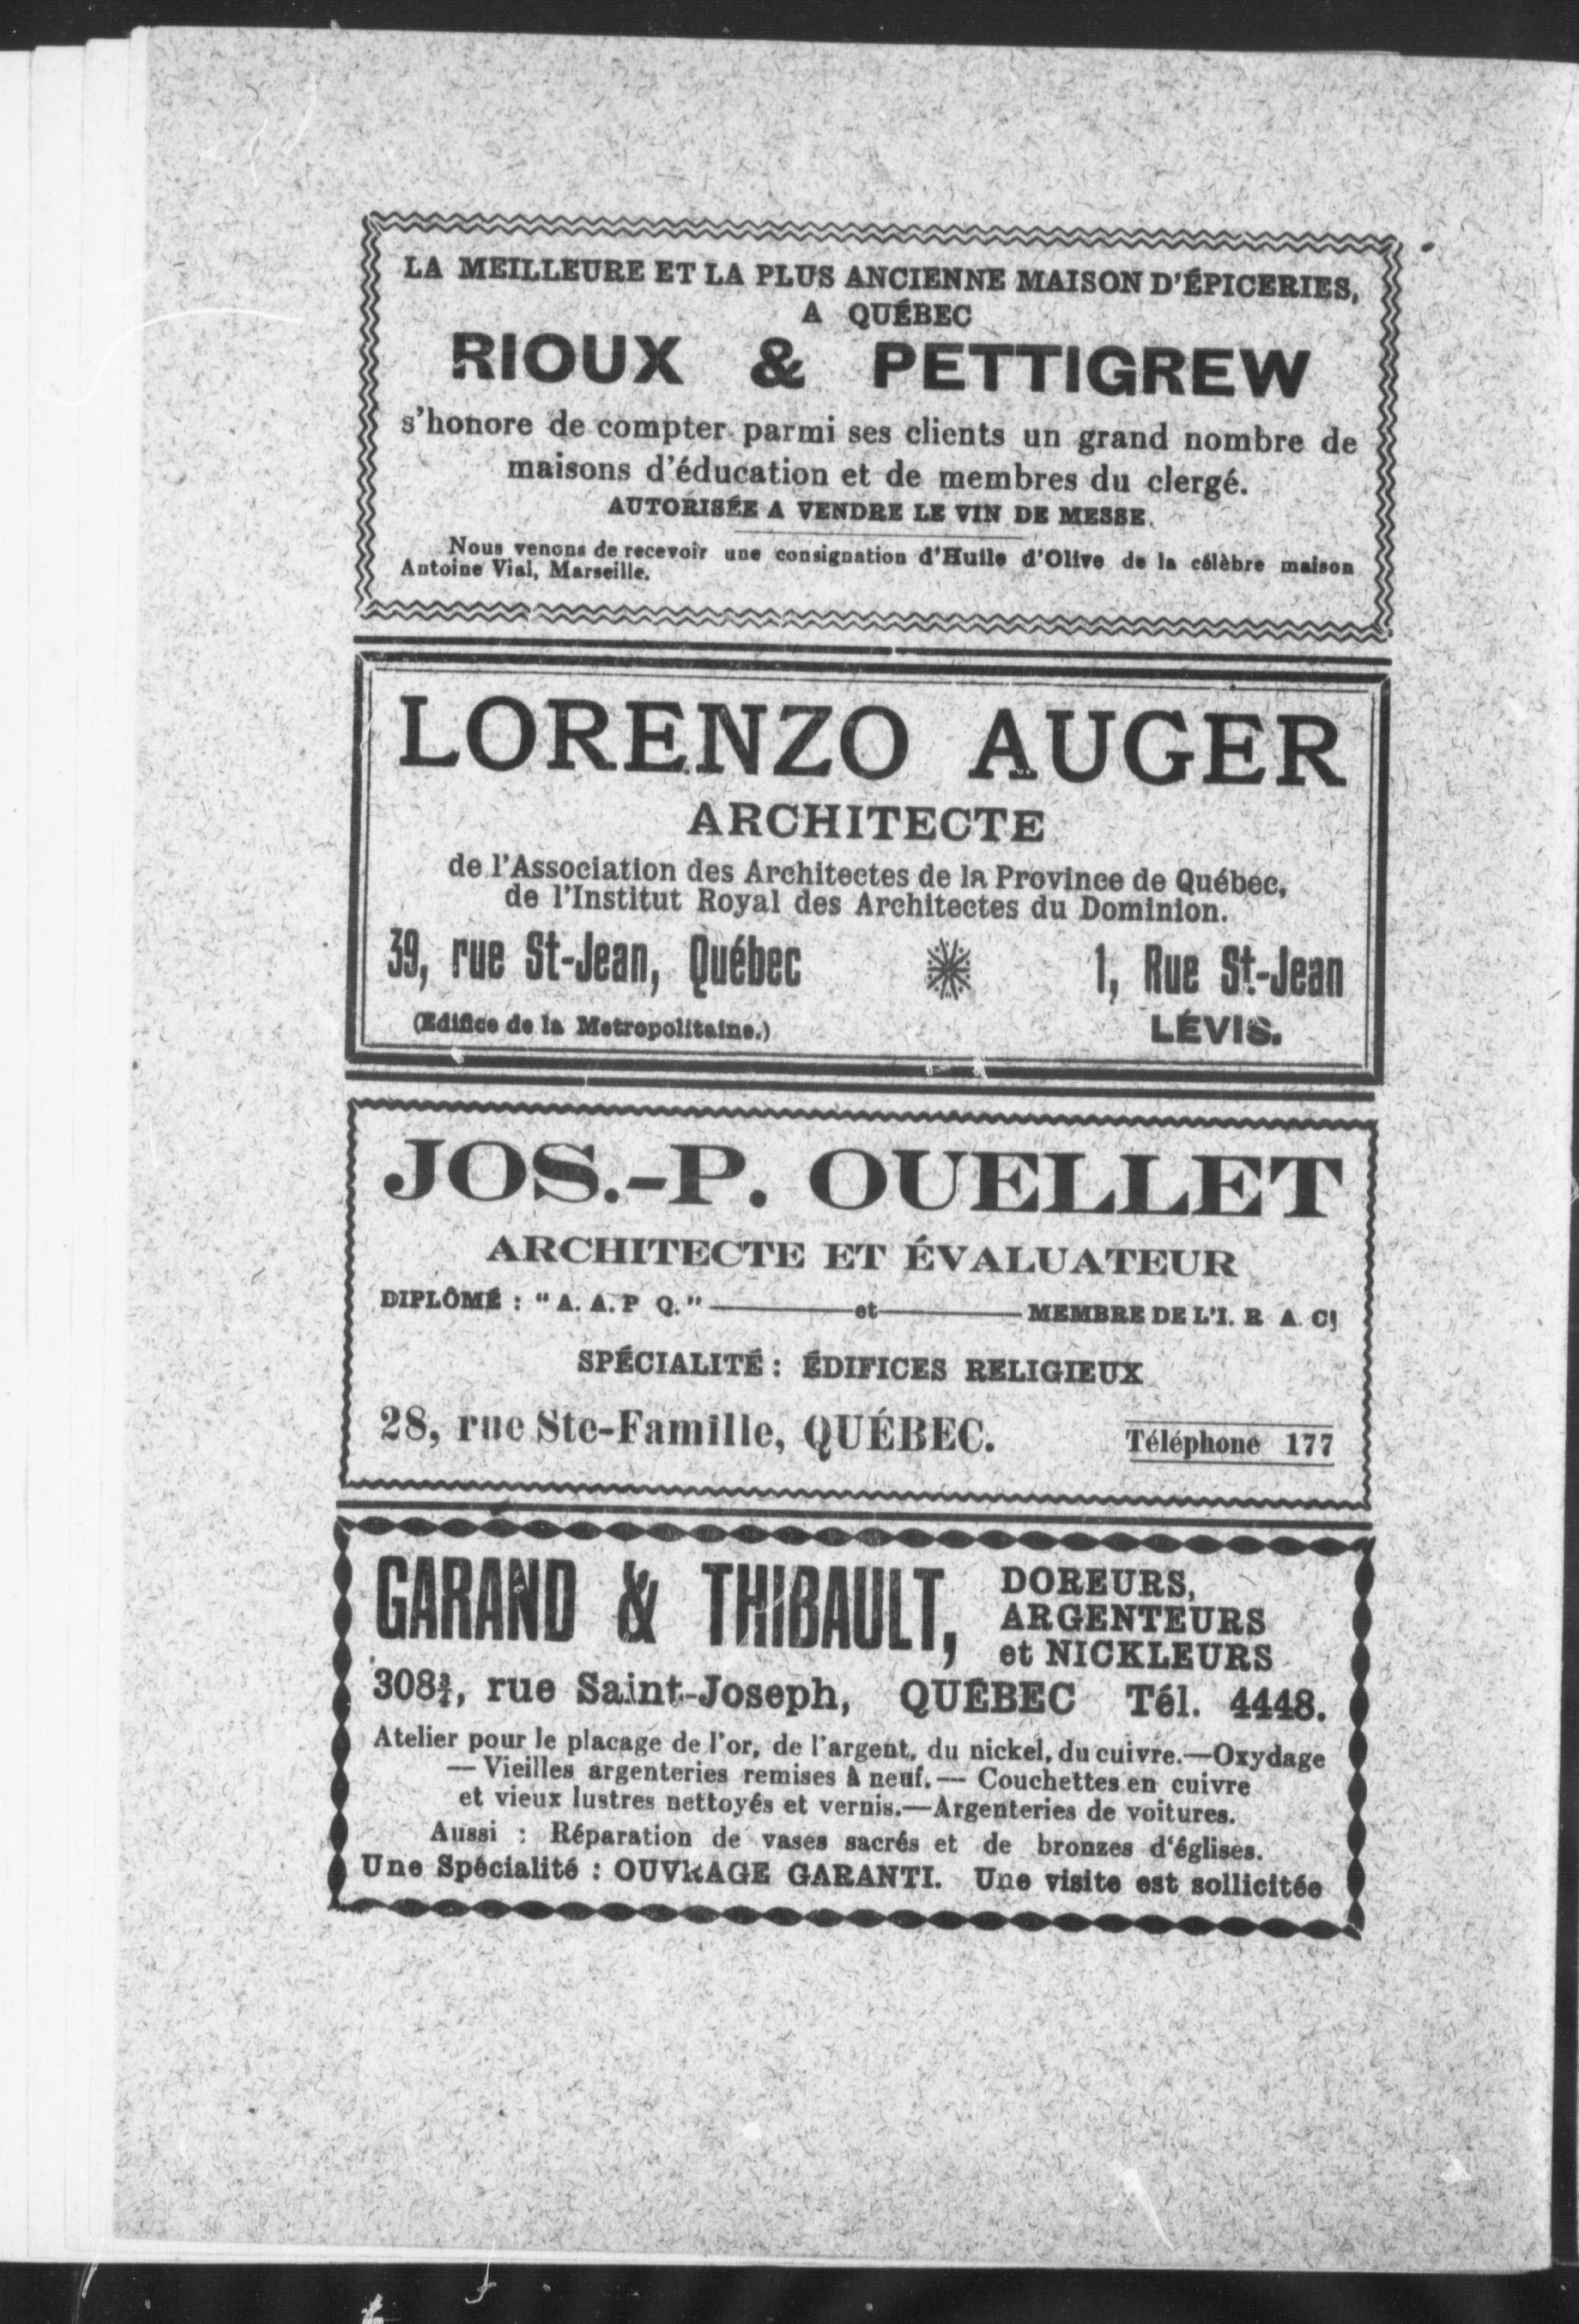 LA MEILLEURE ET LA PLUS ANCIENNE MAISON D'ÉPICERIES,
A QUÉBEC
RIOUX & PETTIGREW
s'honore de compter parmi ses clients un grand nombre de
maisons d'éducation et de membres du clergé.
AUTORISÉE A VENDRE LE VIN DE MESSE.
Nous venons de recevoir une consignation d'Huile d'Olive de la célèbre maison
Antoine Vial, Marseille.
LORENZO AUGER
ARCHITECTE
de l'Association des Architectes de la Province de Québec,
de l'Institut Royal des Architectes du Dominion.
39, rue St-Jean, Québec 1, Rue St.-Jean
(Edifice de la Metropolitaine.) LÉVIS.
JOS.-P. OUELLET
ARCHITECTE ET ÉVALUATEUR
DIPLÔMÉ : "A. A. P Q." — et — MEMBRE DE L'I. R A. C
SPÉCIALITÉ : ÉDIFICES RELIGIEUX
28, rue Ste-Famille, QUÉBEC. Téléphone 177
GARAND & THIBAULT, DOREURS,
ARGENTEURS
et NICKLEURS
308¾, rue Saint-Joseph, QUÉBEC Tél. 4448.
Atelier pour le placage de l'or, de l'argent, du nickel, du cuivre.—Oxydage
— Vieilles argenteries remises à neuf. — Couchettes en cuivre
et vieux lustres nettoyés et vernis.—Argenteries de voitures.
Aussi : Réparation de vases sacrés et de bronzes d'églises.
Une Spécialité : OUVRAGE GARANTI. Une visite est sollicitée